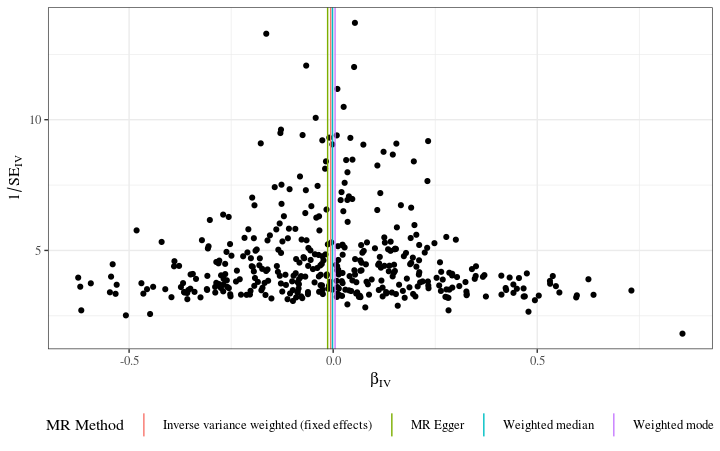 10
5
1/SE_IV
-0.5 0.0 0.5
β_IV
MR Method Inverse variance weighted (fixed effects) MR Egger Weighted median Weighted mode